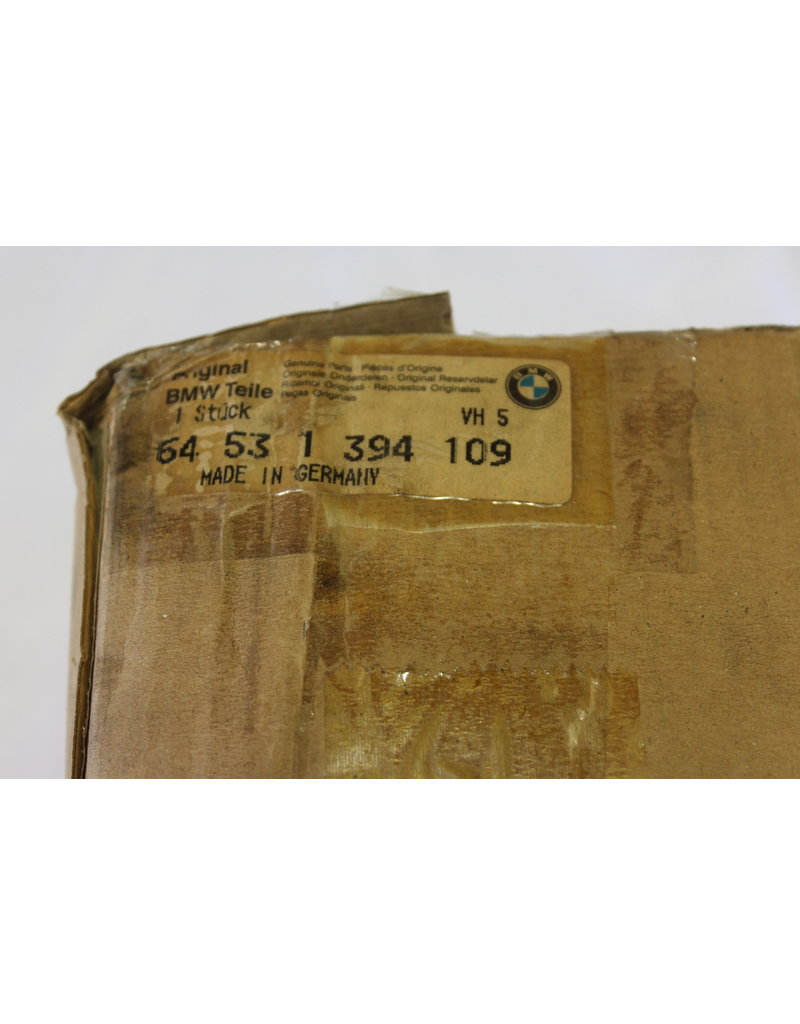 Original
BMW Teile
Genuine Parts · Pièces d'Origine
Originele Onderdelen · Original Reservdelar
Ricambi Originali · Repuestos Originales
Peças Originais
1 Stück VH 5
64 53 1 394 109
MADE IN GERMANY
BMW